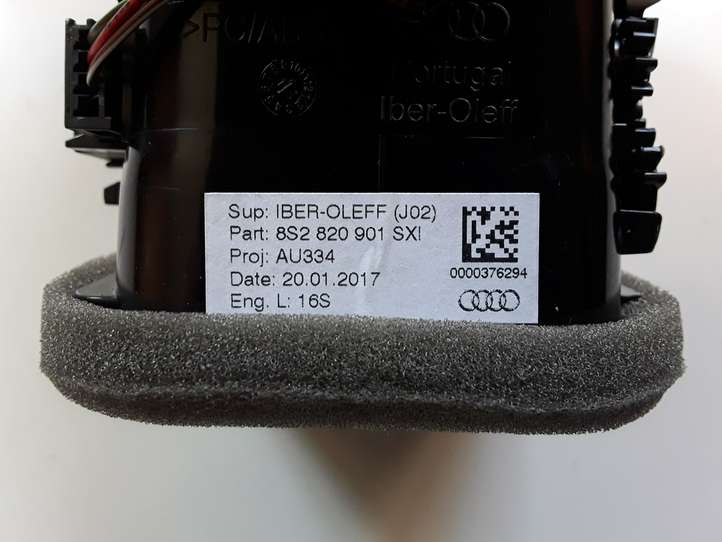 Portugal
Iber-Oleff
Sup: IBER-OLEFF (J02)
Part: 8S2 820 901 SXI
Proj: AU334
Date: 20.01.2017
Eng. L: 16S
0000376294